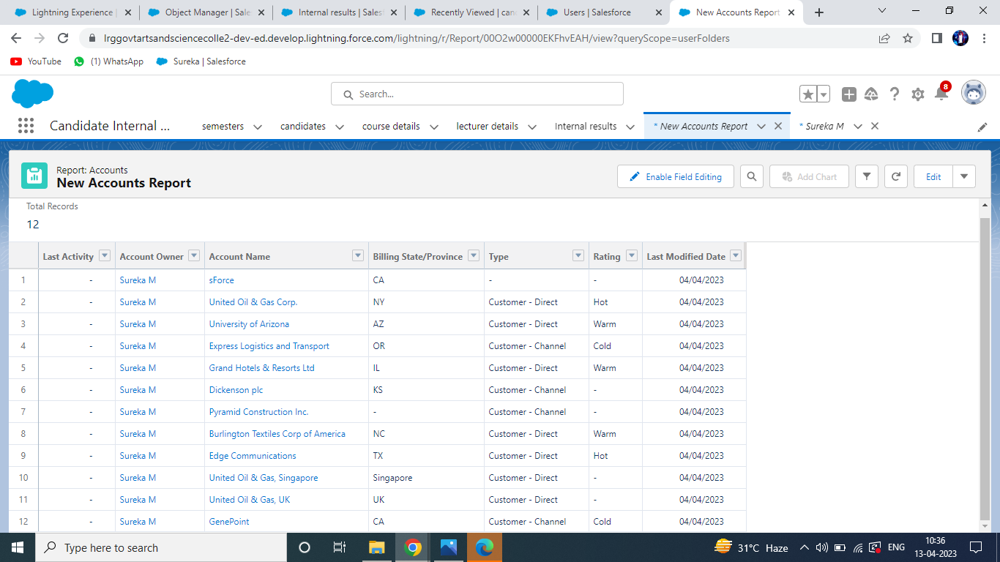 Lightning Experience | Object Manager | Sale Internal results | Sales Recently Viewed | can Users | Salesforce New Accounts Report
lrggovtartsandsciencecolle2-dev-ed.develop.lightning.force.com/lightning/r/Report/00O2w00000EKFhvEAH/view?queryScope=userFolders
YouTube (1) WhatsApp Sureka | Salesforce
Search... 8
Candidate Internal ... semesters candidates course details lecturer details Internal results * New Accounts Report * Sureka M
Report: Accounts
New Accounts Report
Enable Field Editing Add Chart Edit
Total Records
12
Last Activity Account Owner Account Name Billing State/Province Type Rating Last Modified Date
1 - Sureka M sForce CA - - 04/04/2023
2 - Sureka M United Oil & Gas Corp. NY Customer - Direct Hot 04/04/2023
3 - Sureka M University of Arizona AZ Customer - Direct Warm 04/04/2023
4 - Sureka M Express Logistics and Transport OR Customer - Channel Cold 04/04/2023
5 - Sureka M Grand Hotels & Resorts Ltd IL Customer - Direct Warm 04/04/2023
6 - Sureka M Dickenson plc KS Customer - Channel - 04/04/2023
7 - Sureka M Pyramid Construction Inc. - Customer - Channel - 04/04/2023
8 - Sureka M Burlington Textiles Corp of America NC Customer - Direct Warm 04/04/2023
9 - Sureka M Edge Communications TX Customer - Direct Hot 04/04/2023
10 - Sureka M United Oil & Gas, Singapore Singapore Customer - Direct - 04/04/2023
11 - Sureka M United Oil & Gas, UK UK Customer - Direct - 04/04/2023
12 - Sureka M GenePoint CA Customer - Channel Cold 04/04/2023
Type here to search 31°C Haze ENG 10:36
13-04-2023